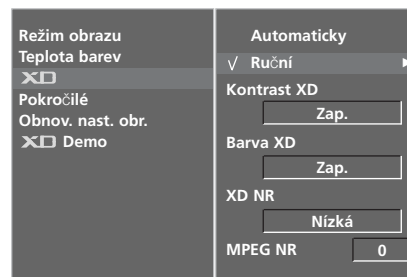 Režim obrazu
Teplota barev
XD
Pokročilé
Obnov. nast. obr.
XD Demo
Automaticky
√ Ruční
Kontrast XD
Zap.
Barva XD
Zap.
XD NR
Nízká
MPEG NR 0